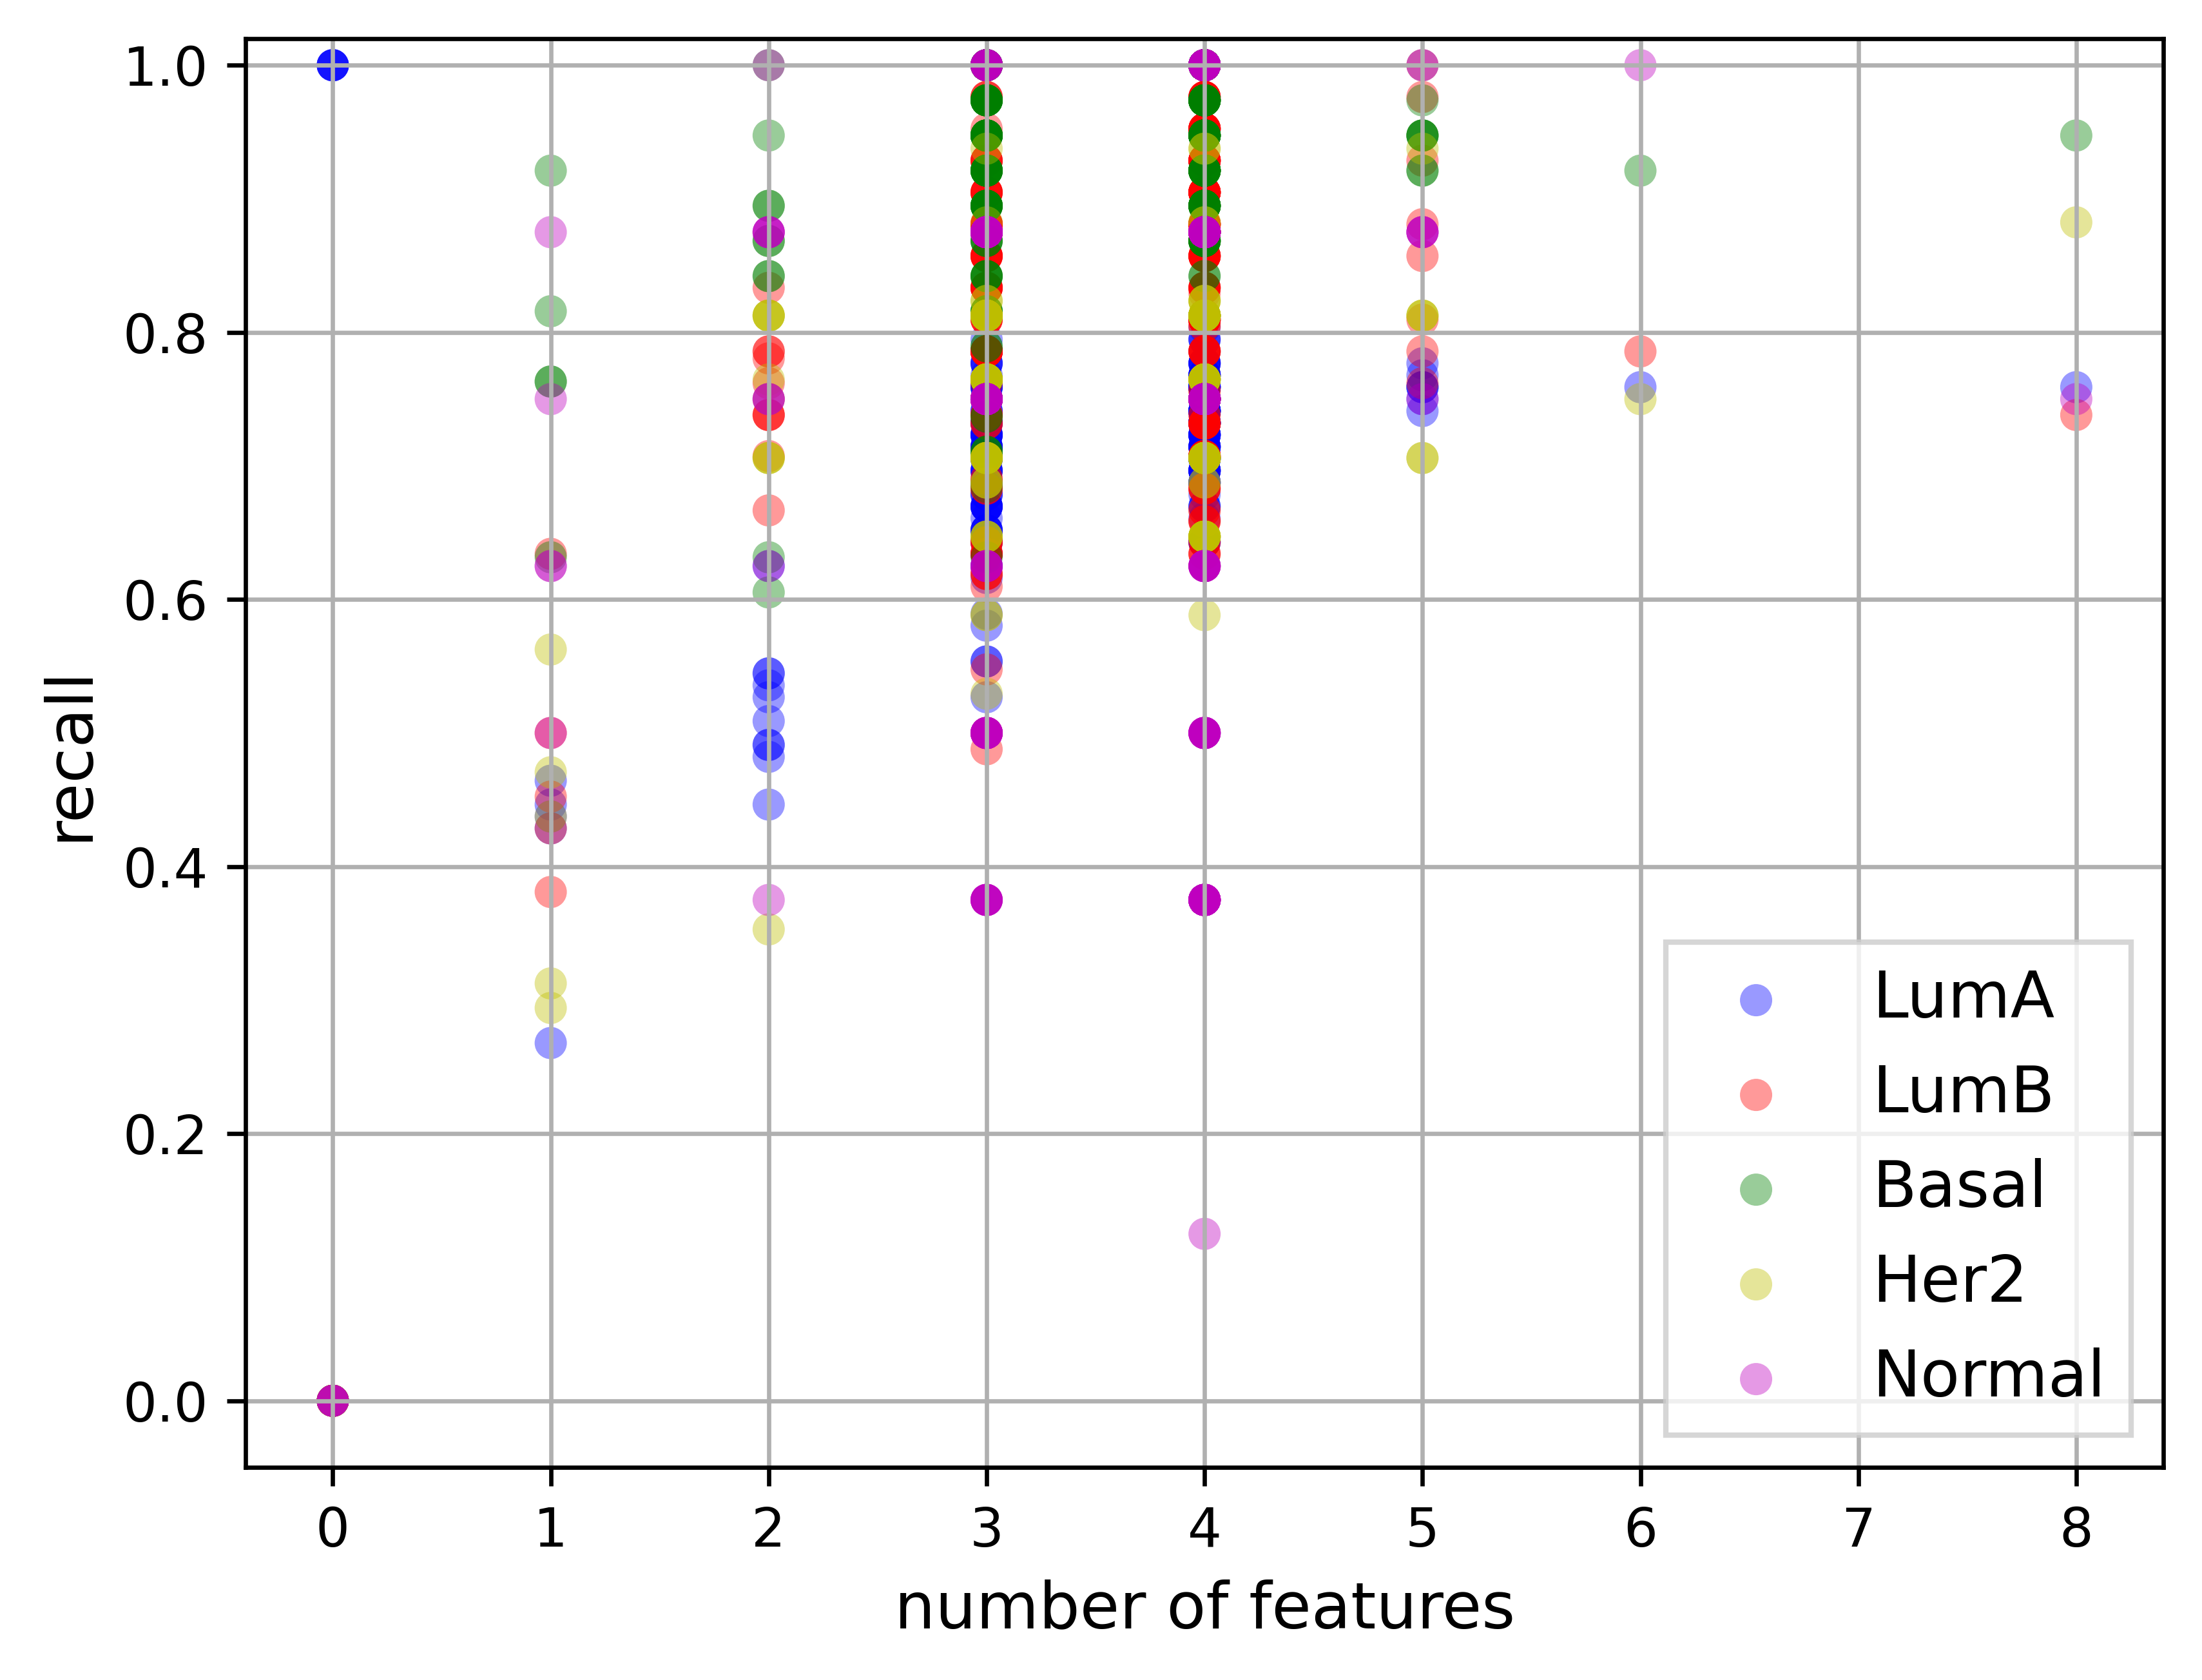 1.0
0.8
0.6
0.4
0.2
0.0
recall
0 1 2 3 4 5 6 7 8
number of features
LumA
LumB
Basal
Her2
Normal